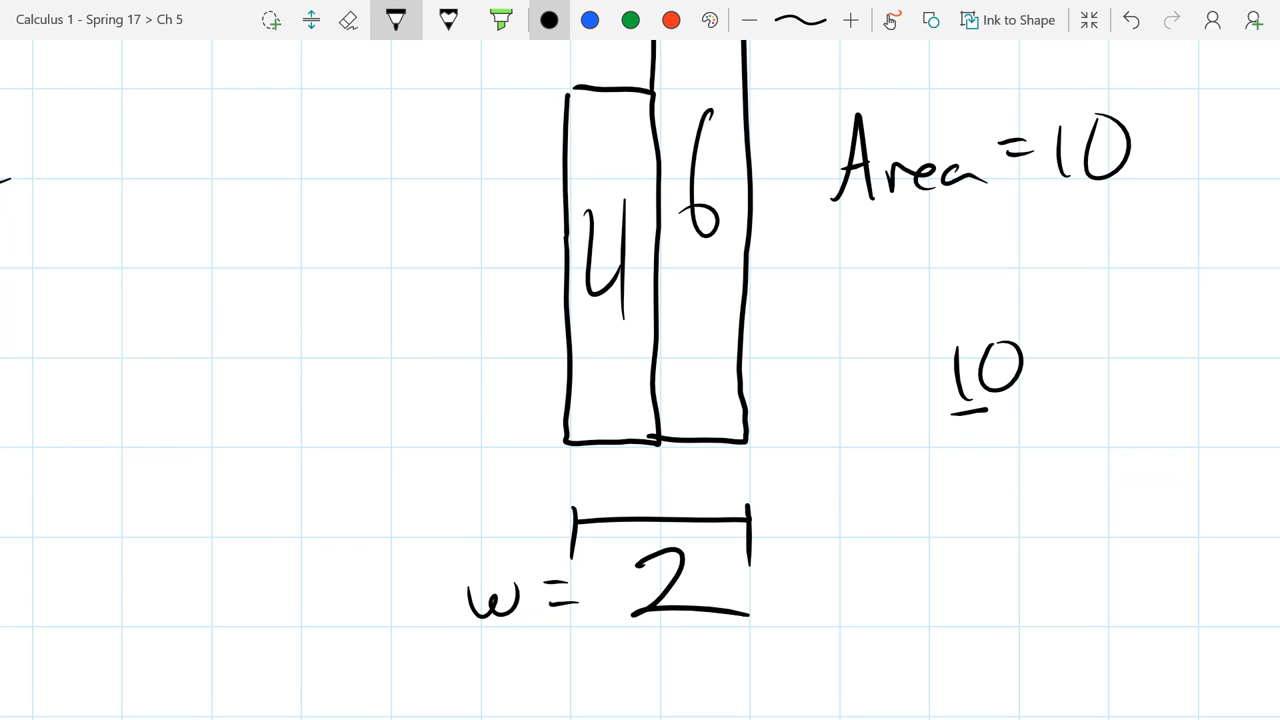 Calculus 1 - Spring 17 > Ch 5
Ink to Shape
4 6
Area = 10
10
w = 2